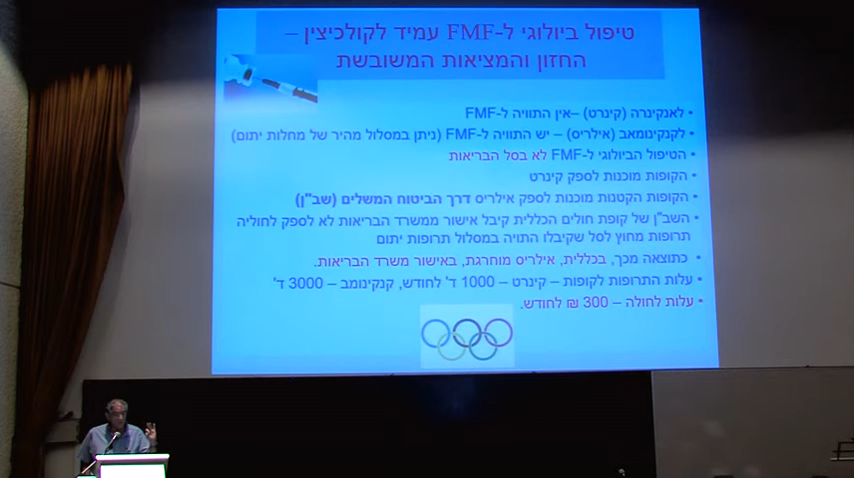 טיפול ביולוגי ל-FMF עמיד לקולכיצין –
החזון והמציאות המשובשת
• לאנקינרה (קינרט) –אין התוויה ל-FMF
• לקנקינומאב (אילריס) – יש התוויה ל-FMF (ניתן במסלול מהיר של מחלות יתום)
• הטיפול הביולוגי ל-FMF לא בסל הבריאות
• הקופות מוכנות לספק קינרט
• הקופות הקטנות מוכנות לספק אילריס דרך הביטוח המשלים (שב"ן)
• השב"ן של קופת חולים הכללית קיבל אישור ממשרד הבריאות לא לספק לחוליה
תרופות מחוץ לסל שקיבלו התויה במסלול תרופות יתום
• כתוצאה מכך, בכללית, אילריס מוחרגת, באישור משרד הבריאות.
• עלות התרופות לקופות – קינרט – 1000 ד' לחודש, קנקינומב – 3000 ד'
• עלות לחולה – 300 ₪ לחודש.